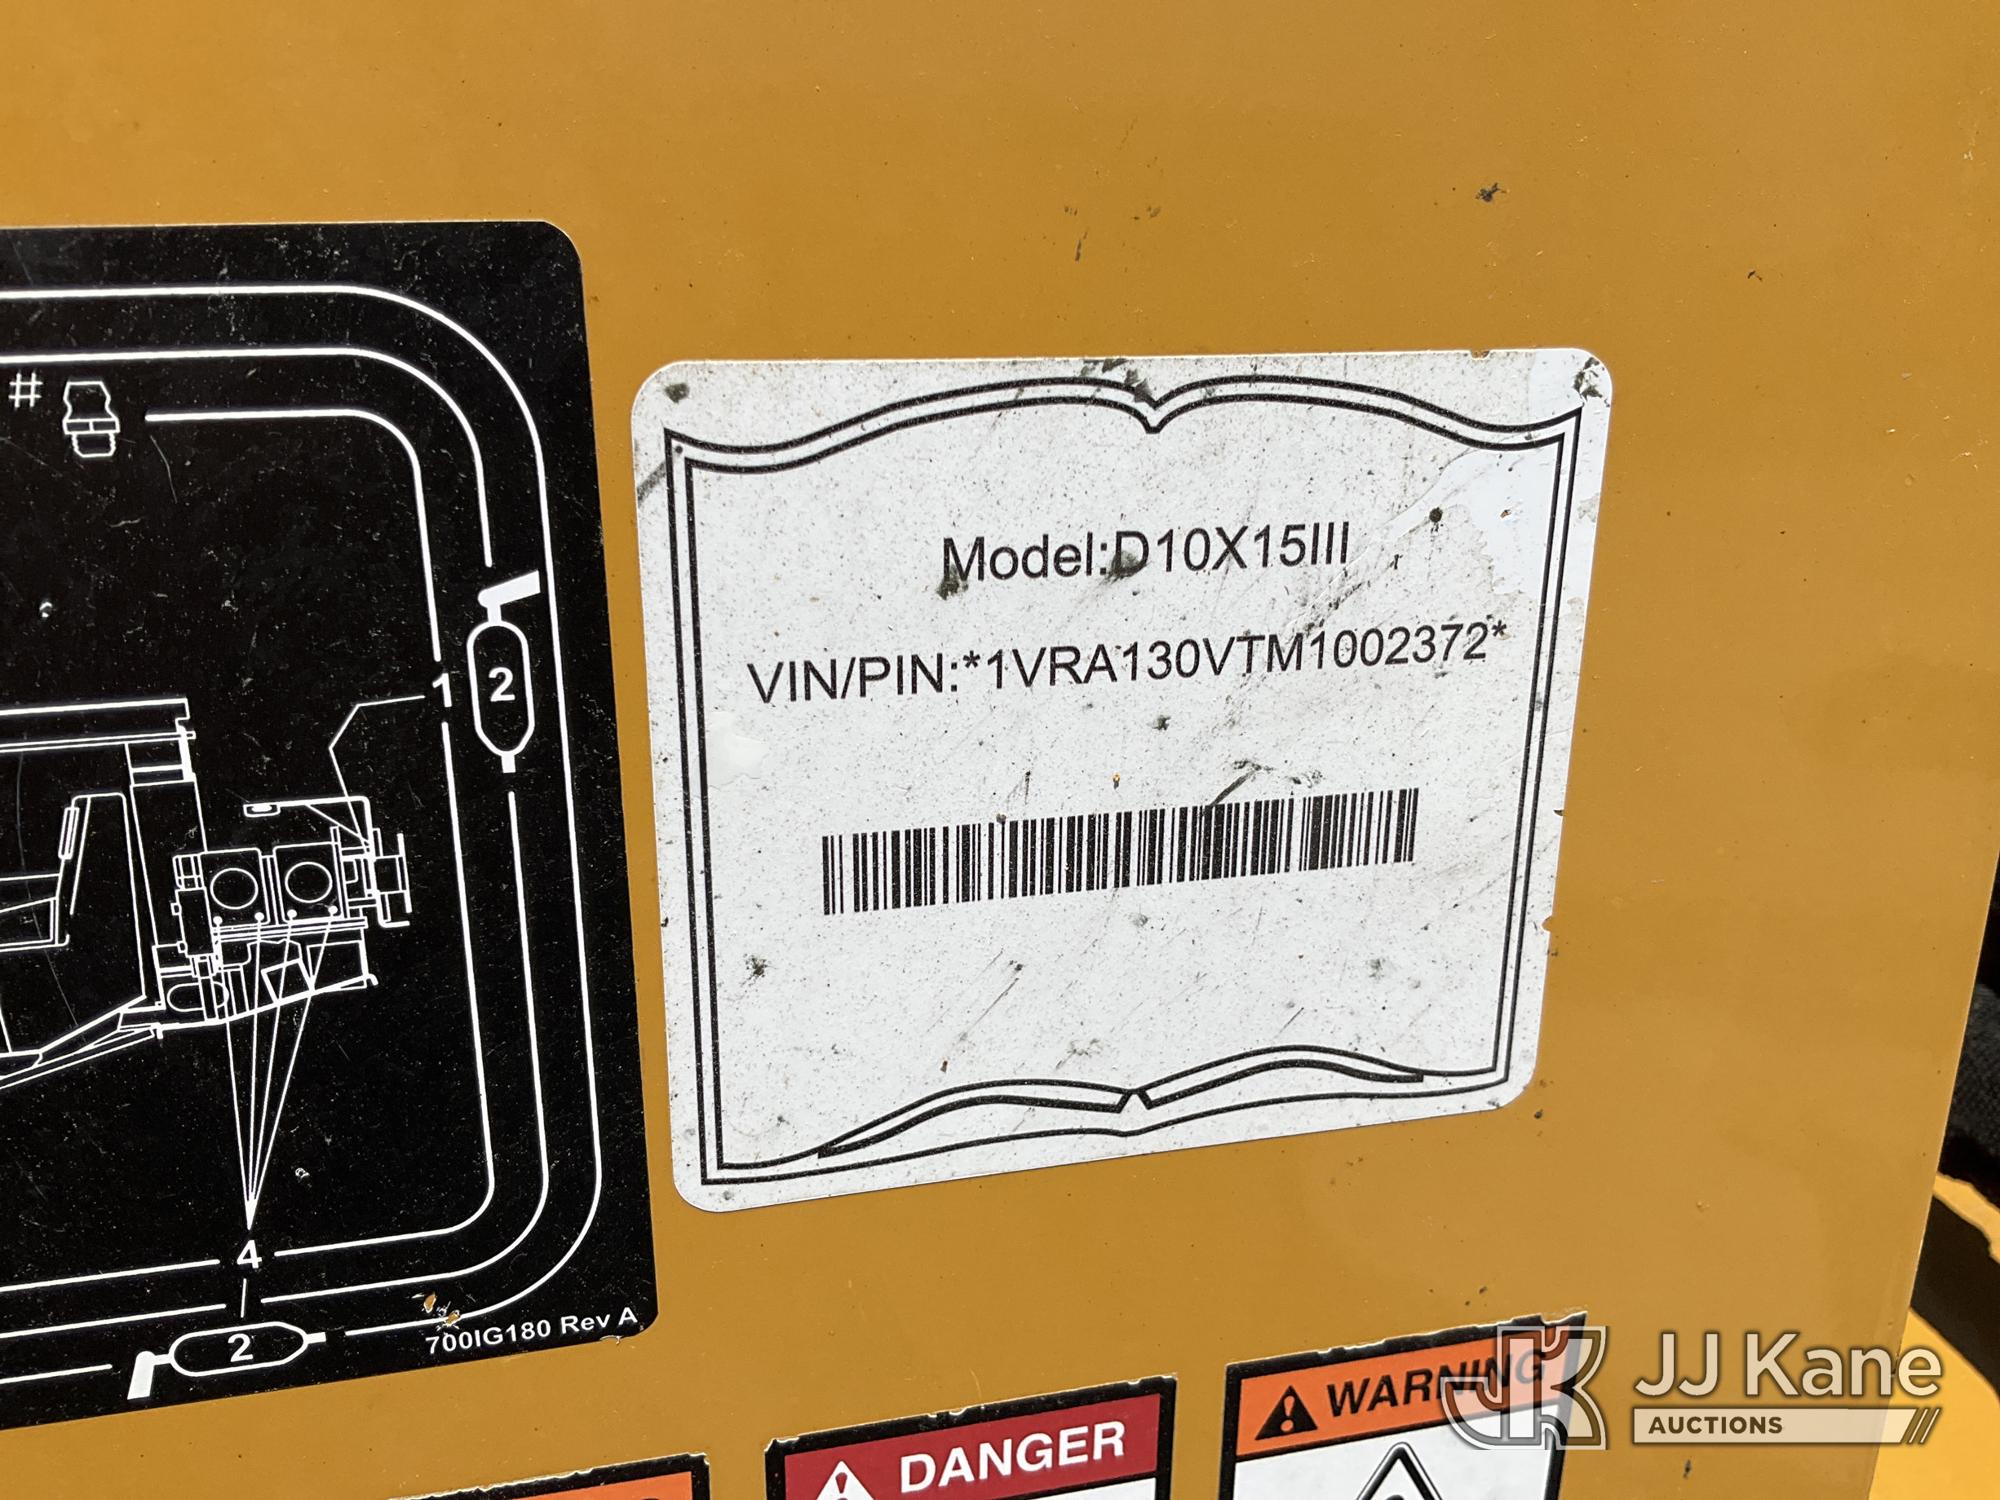 #
1
2
4
2
700IG180 Rev A
Model:D10X15III
VIN/PIN:*1VRA130VTM1002372*
DANGER
WARNING
JJ Kane
AUCTIONS